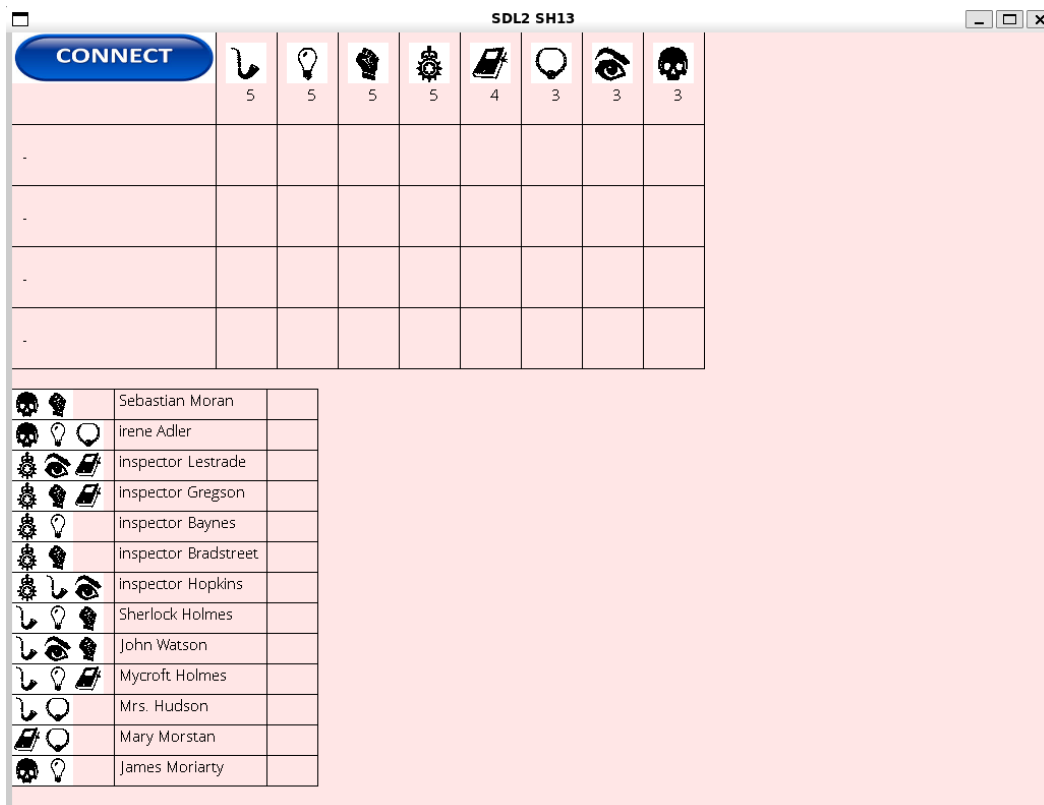 SDL2 SH13
CONNECT
5 5 5 5 4 3 3 3
-
-
-
-
Sebastian Moran
irene Adler
inspector Lestrade
inspector Gregson
inspector Baynes
inspector Bradstreet
inspector Hopkins
Sherlock Holmes
John Watson
Mycroft Holmes
Mrs. Hudson
Mary Morstan
James Moriarty